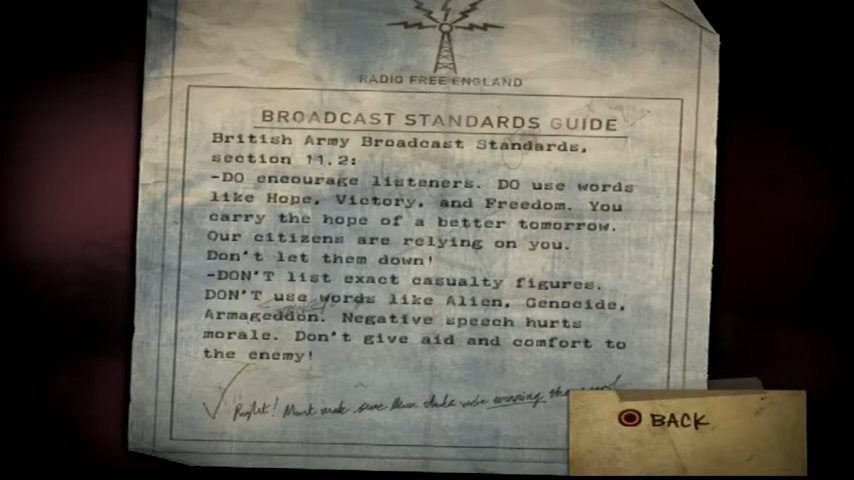 RADIO FREE ENGLAND
BROADCAST STANDARDS GUIDE
British Army Broadcast Standards,
section 11.2:
-DO encourage listeners. DO use words
like Hope, Victory, and Freedom. You
carry the hope of a better tomorrow.
Our citizens are relying on you.
Don't let them down!
-DON'T list exact casualty figures.
DON'T use words like Alien, Genocide,
Armageddon. Negative speech hurts
morale. Don't give aid and comfort to
the enemy!
Right! Must make sure Mum thinks we're winning the
BACK